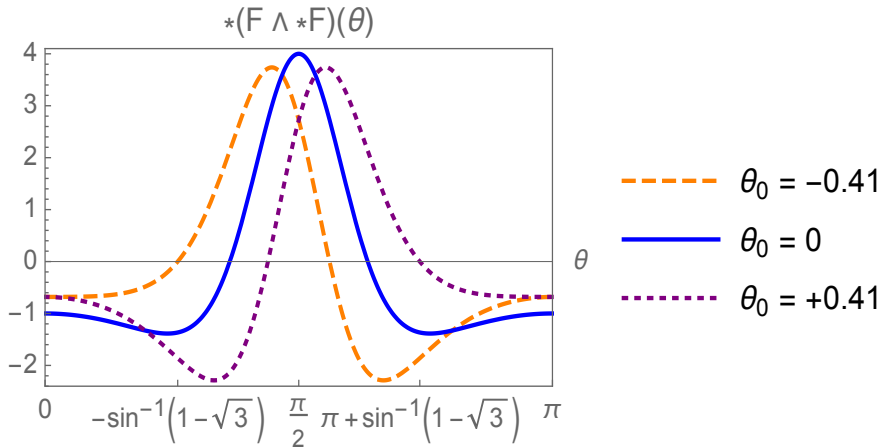 *(F ∧ *F)(θ)
4
3
2
1
0
−1
−2
θ
0 −sin⁻¹(1−√3) π/2 π+sin⁻¹(1−√3) π
θ₀ = −0.41
θ₀ = 0
θ₀ = +0.41